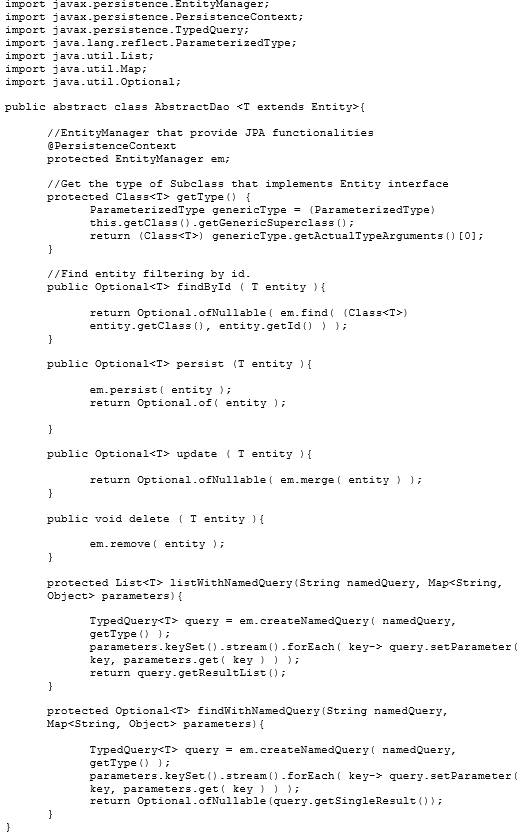 import javax.persistence.EntityManager;
import javax.persistence.PersistenceContext;
import javax.persistence.TypedQuery;
import java.lang.reflect.ParameterizedType;
import java.util.List;
import java.util.Map;
import java.util.Optional;
public abstract class AbstractDao <T extends Entity>{
//EntityManager that provide JPA functionalities
@PersistenceContext
protected EntityManager em;
//Get the type of Subclass that implements Entity interface
protected Class<T> getType() {
ParameterizedType genericType = (ParameterizedType)
this.getClass().getGenericSuperclass();
return (Class<T>) genericType.getActualTypeArguments()[0];
}
//Find entity filtering by id.
public Optional<T> findById ( T entity ){
return Optional.ofNullable( em.find( (Class<T>)
entity.getClass(), entity.getId() ) );
}
public Optional<T> persist (T entity ){
em.persist( entity );
return Optional.of( entity );
}
public Optional<T> update ( T entity ){
return Optional.ofNullable( em.merge( entity ) );
}
public void delete ( T entity ){
em.remove( entity );
}
protected List<T> listWithNamedQuery(String namedQuery, Map<String,
Object> parameters){
TypedQuery<T> query = em.createNamedQuery( namedQuery,
getType() );
parameters.keySet().stream().forEach( key-> query.setParameter(
key, parameters.get( key ) ) );
return query.getResultList();
}
protected Optional<T> findWithNamedQuery(String namedQuery,
Map<String, Object> parameters){
TypedQuery<T> query = em.createNamedQuery( namedQuery,
getType() );
parameters.keySet().stream().forEach( key-> query.setParameter(
key, parameters.get( key ) ) );
return Optional.ofNullable(query.getSingleResult());
}
}